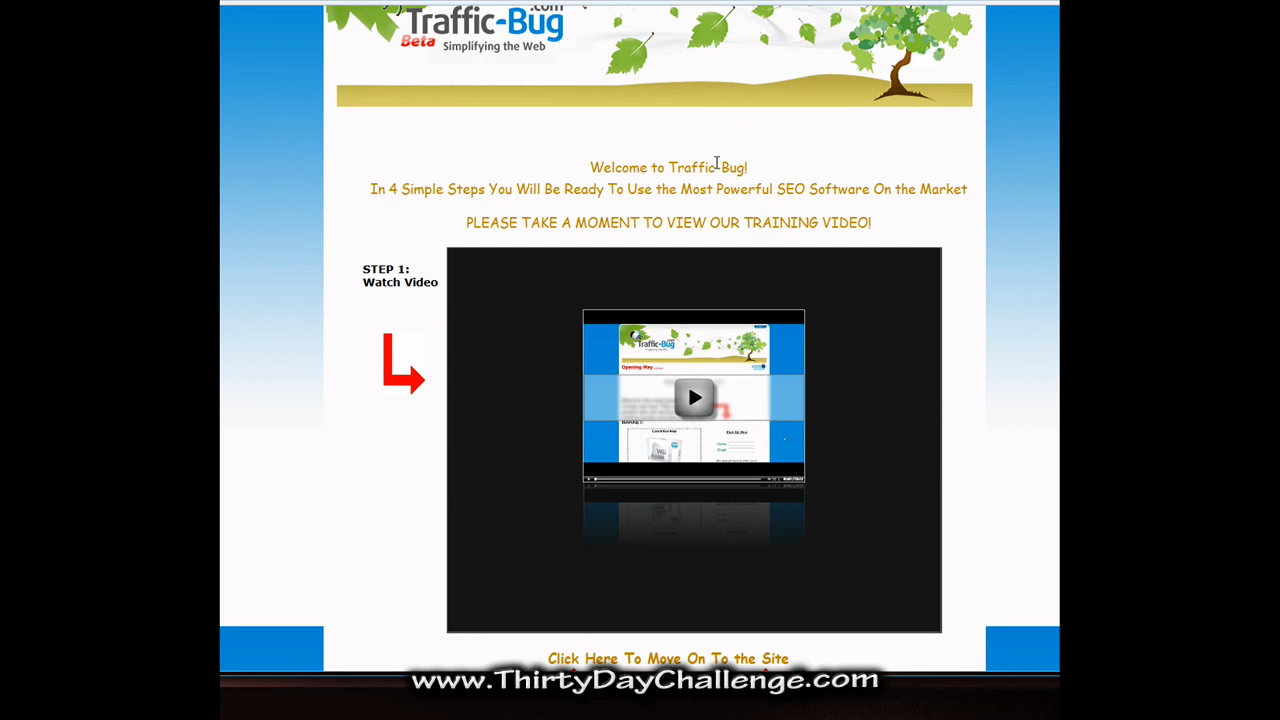 .com
Traffic-Bug
Beta
Simplifying the Web
Welcome to Traffic-Bug!
In 4 Simple Steps You Will Be Ready To Use the Most Powerful SEO Software On the Market
PLEASE TAKE A MOMENT TO VIEW OUR TRAINING VIDEO!
STEP 1:
Watch Video
Traffic-Bug
Opening May
Click Here To Move On To the Site
www.ThirtyDayChallenge.com